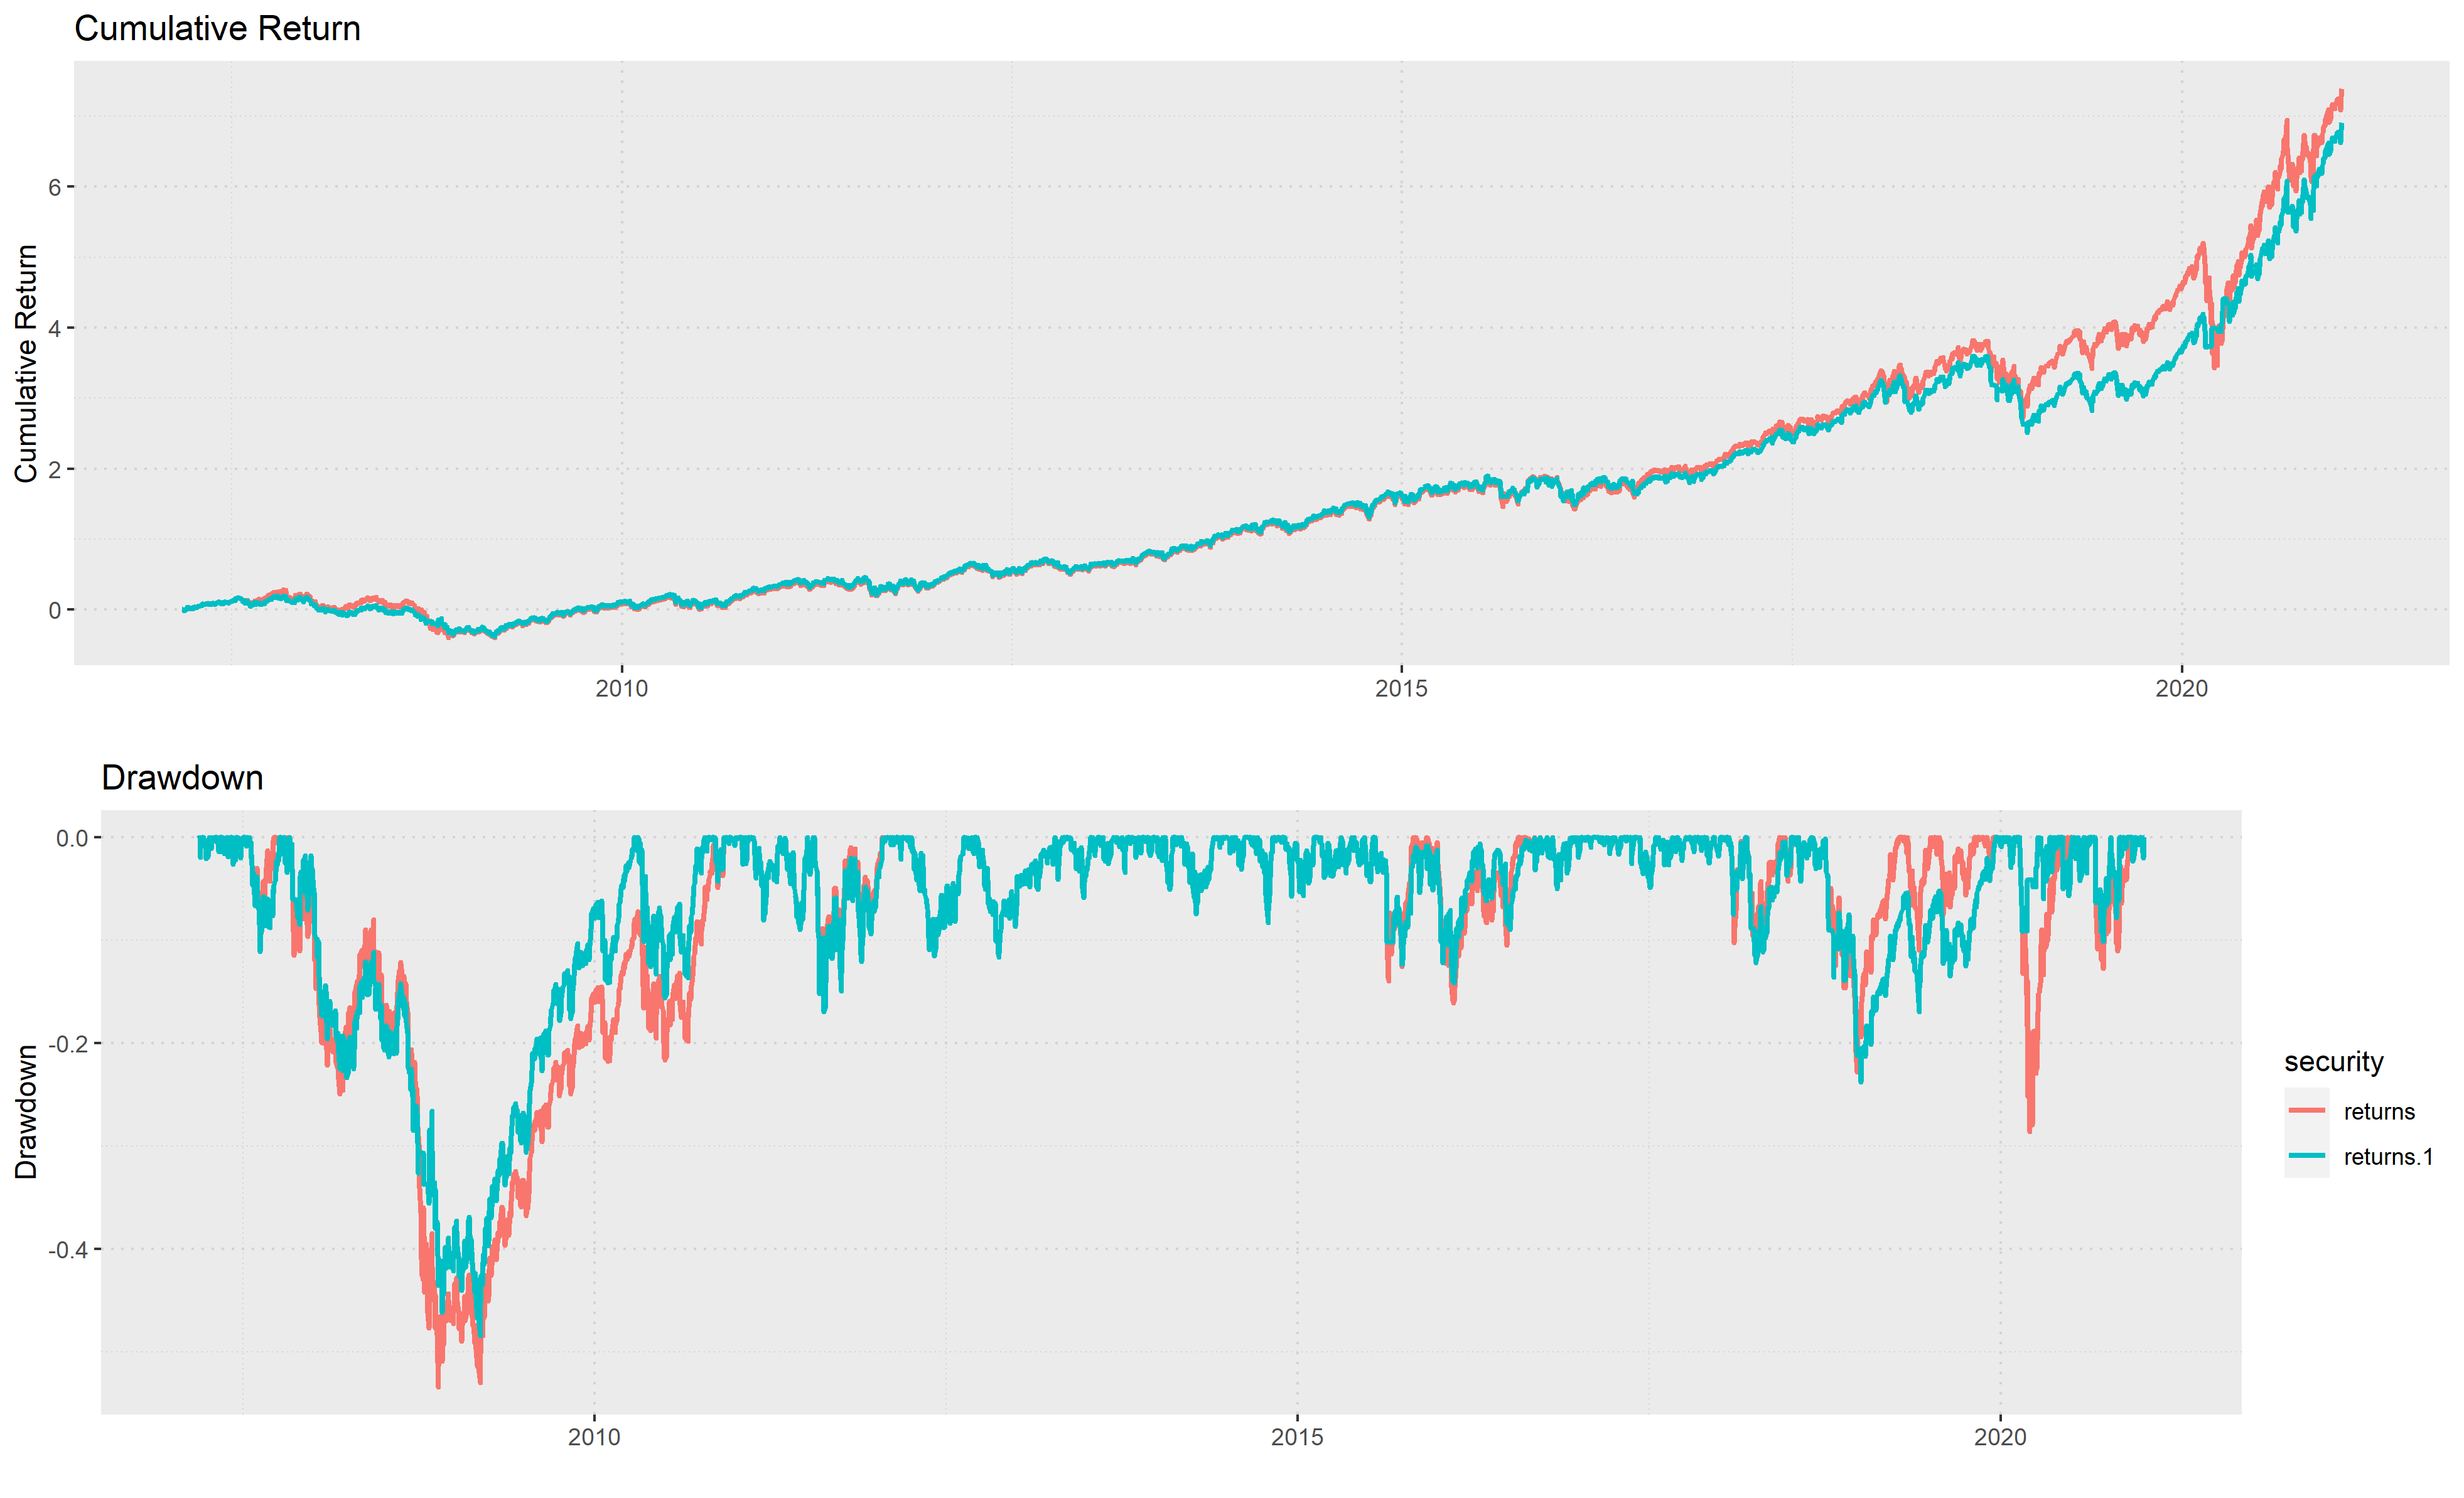 Cumulative Return
Cumulative Return
6
4
2
0
2010
2015
2020
Drawdown
Drawdown
0.0
-0.2
-0.4
2010
2015
2020
security
returns
returns.1